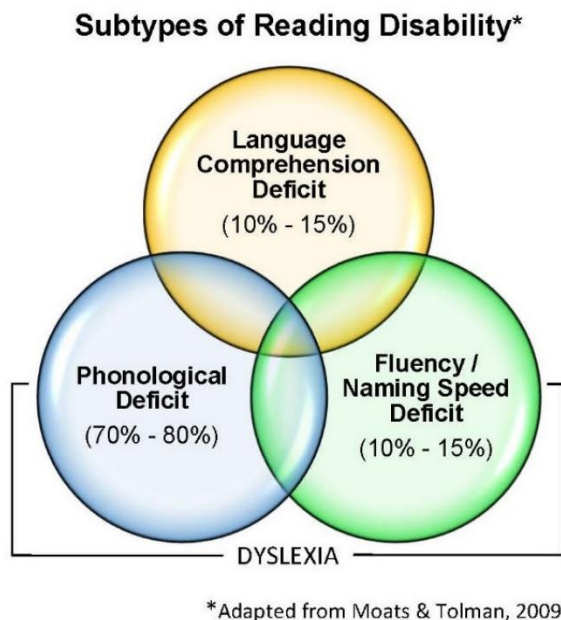 Subtypes of Reading Disability*
Language
Comprehension
Deficit
(10% - 15%)
Phonological
Deficit
(70% - 80%)
Fluency /
Naming Speed
Deficit
(10% - 15%)
DYSLEXIA
*Adapted from Moats & Tolman, 2009